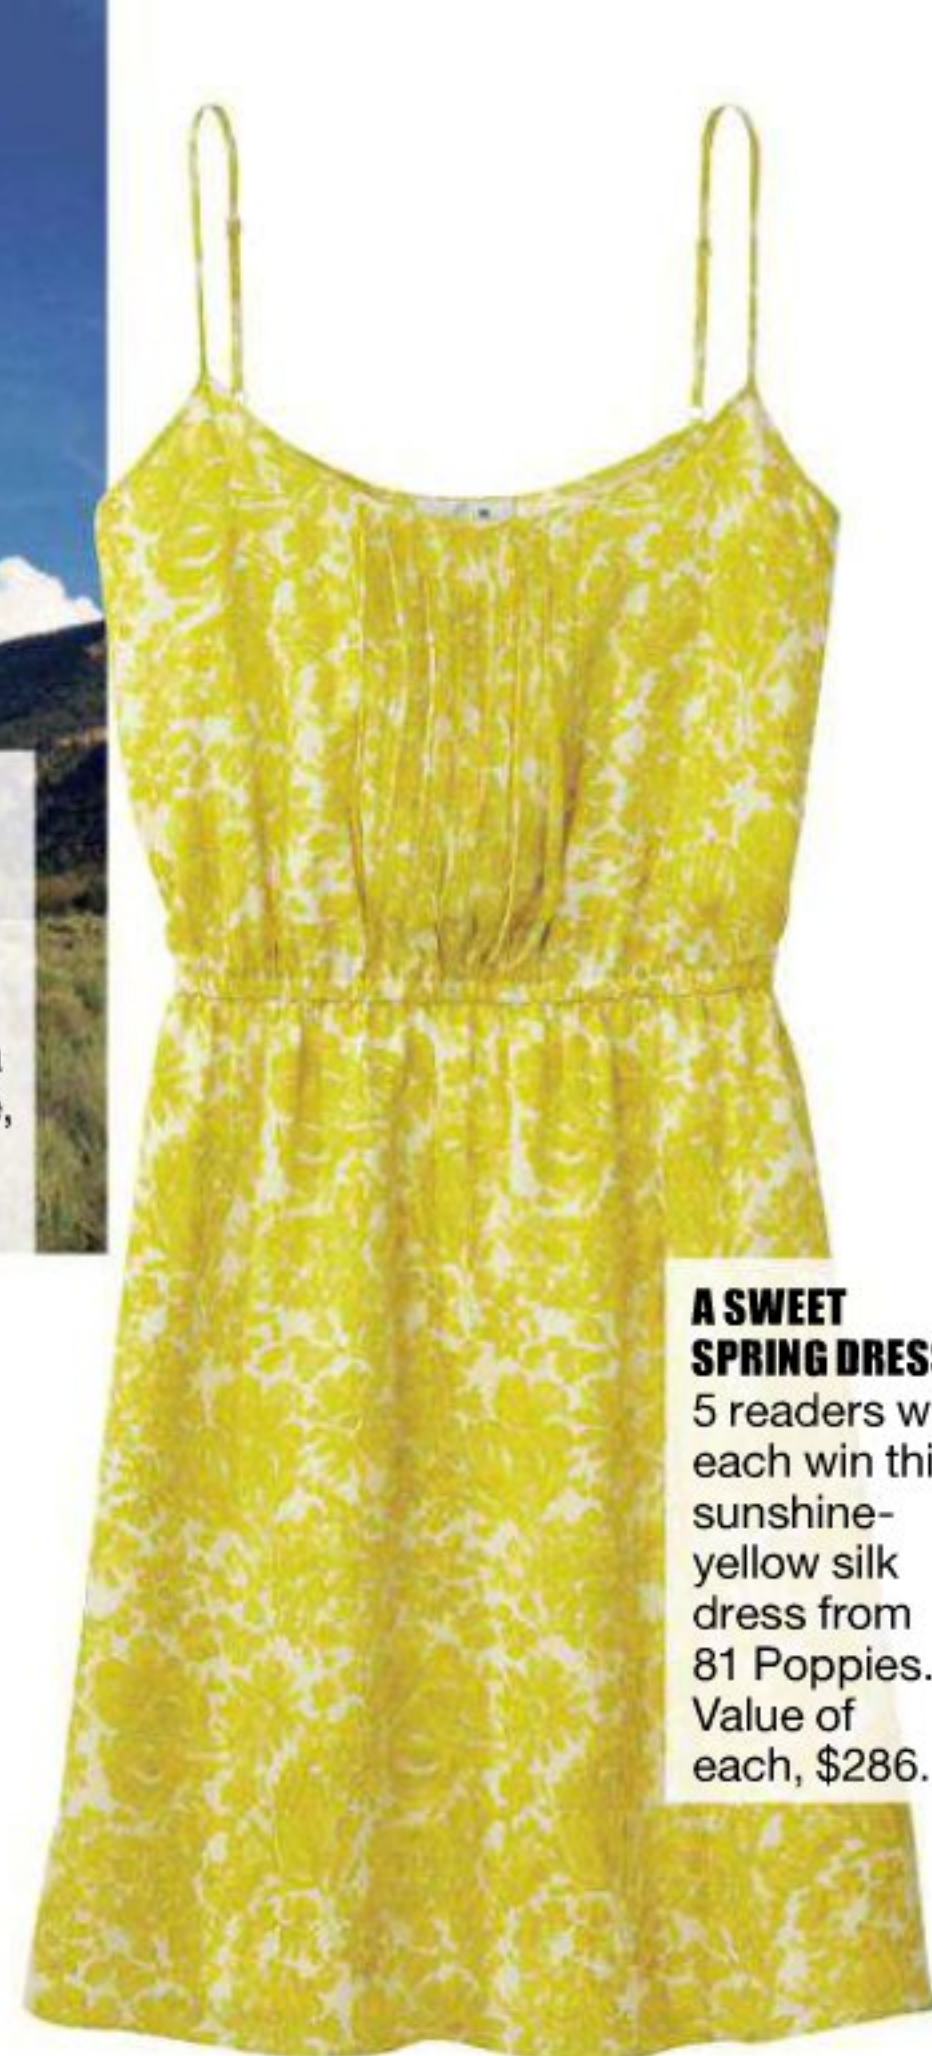 A SWEET
SPRING DRES
5 readers w
each win thi
sunshine-
yellow silk
dress from
81 Poppies.
Value of
each, $286.